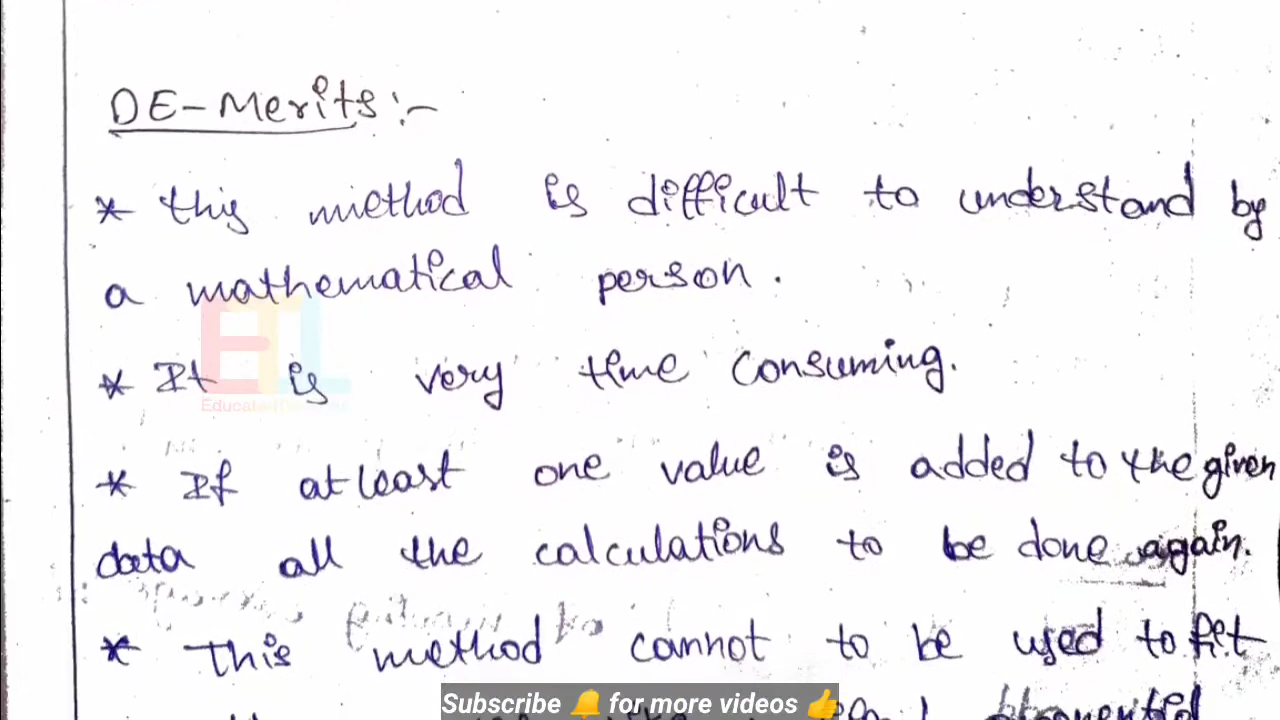 DE-Merits:-
* this method is difficult to understand by
a mathematical person.
* It is very time consuming.
* If atleast one value is added to the given
data all the calculations to be done again.
* This method cannot to be used to fit
Subscribe 🔔 for more videos 👍